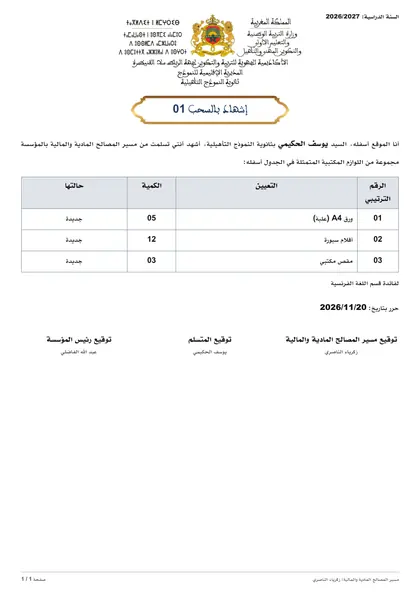 السنة الدراسية: 2026/2027
المملكة المغربية
وزارة التربية الوطنية
والتعليم الأولي
والرياضة
الأكاديمية الجهوية للتربية والتكوين لجهة الرباط سلا القنيطرة
المديرية الإقليمية للنموذج
ثانوية النموذج التأهيلية
إشهاد بالسحب 01
أنا الموقع أسفله، السيد يوسف الحكيمي بثانوية النموذج التأهيلية، أشهد أنني تسلمت من مسير المصالح المادية والمالية بالمؤسسة
مجموعة من اللوازم المكتبية المتمثلة في الجدول أسفله:
الرقم الترتيبي التعيين الكمية حالتها
01 ورق A4 (علبة) 05 جديدة
02 أقلام سبورة 12 جديدة
03 مقص مكتبي 03 جديدة
لفائدة قسم اللغة الفرنسية
حرر بتاريخ: 2026/11/20
توقيع مسير المصالح المادية والمالية توقيع المتسلم توقيع رئيس المؤسسة
زكرياء الناصري يوسف الحكيمي عبد الله الفاضلي
مسير المصالح المادية والمالية: زكرياء الناصري صفحة 1 / 1